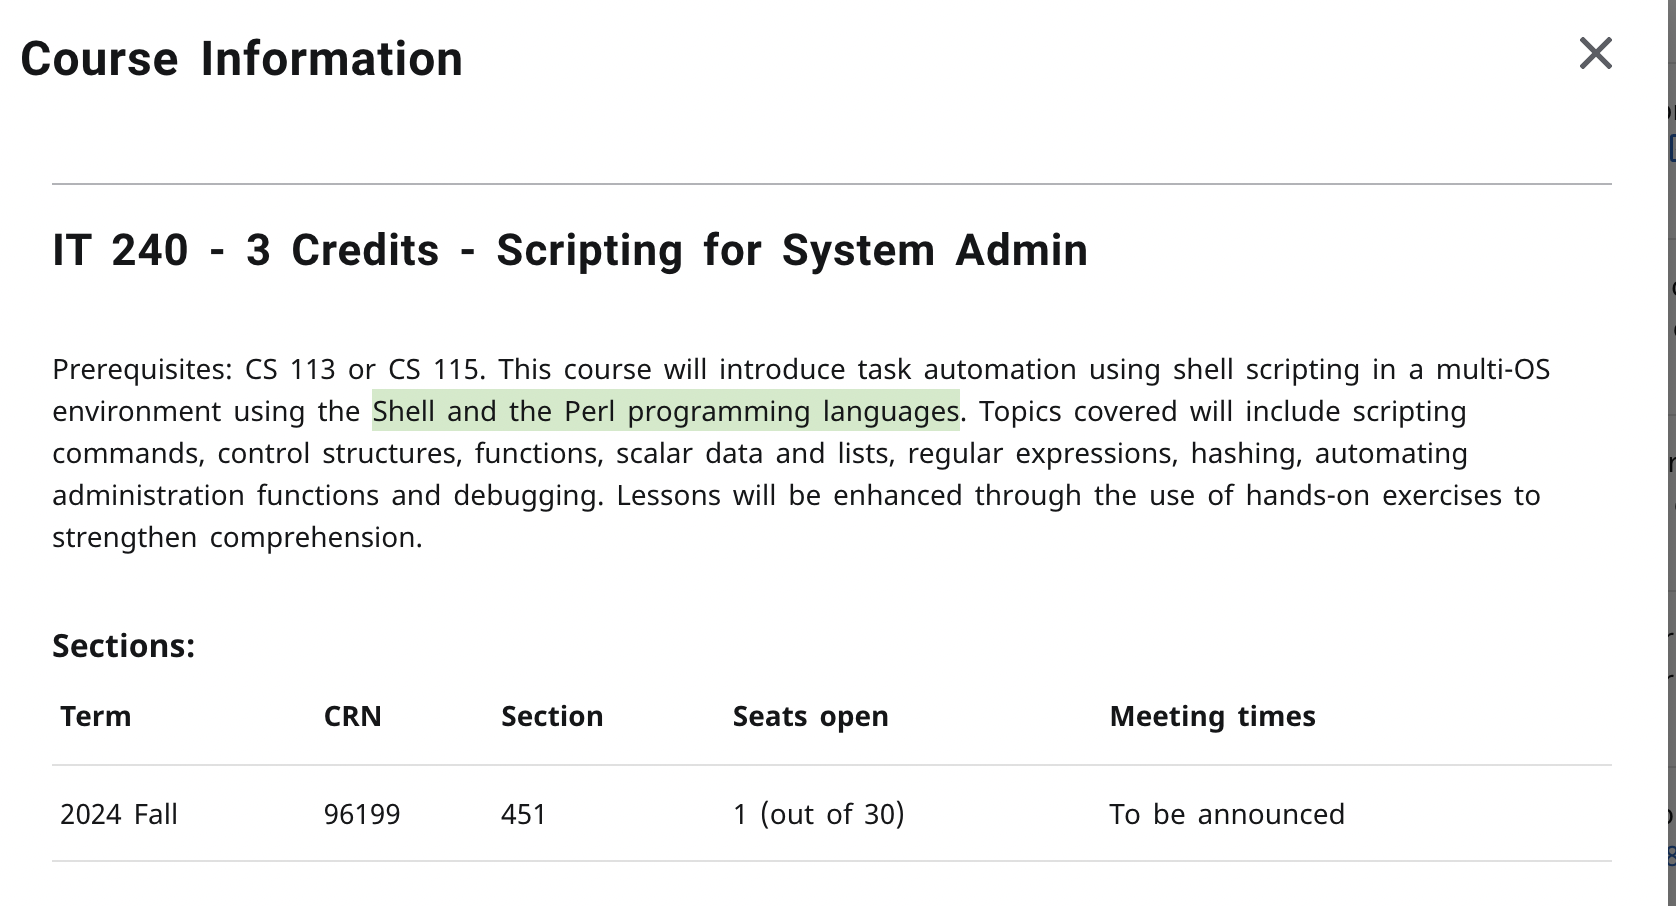 Course Information
IT 240 - 3 Credits - Scripting for System Admin
Prerequisites: CS 113 or CS 115. This course will introduce task automation using shell scripting in a multi-OS
environment using the Shell and the Perl programming languages. Topics covered will include scripting
commands, control structures, functions, scalar data and lists, regular expressions, hashing, automating
administration functions and debugging. Lessons will be enhanced through the use of hands-on exercises to
strengthen comprehension.
Sections:
Term CRN Section Seats open Meeting times
2024 Fall 96199 451 1 (out of 30) To be announced